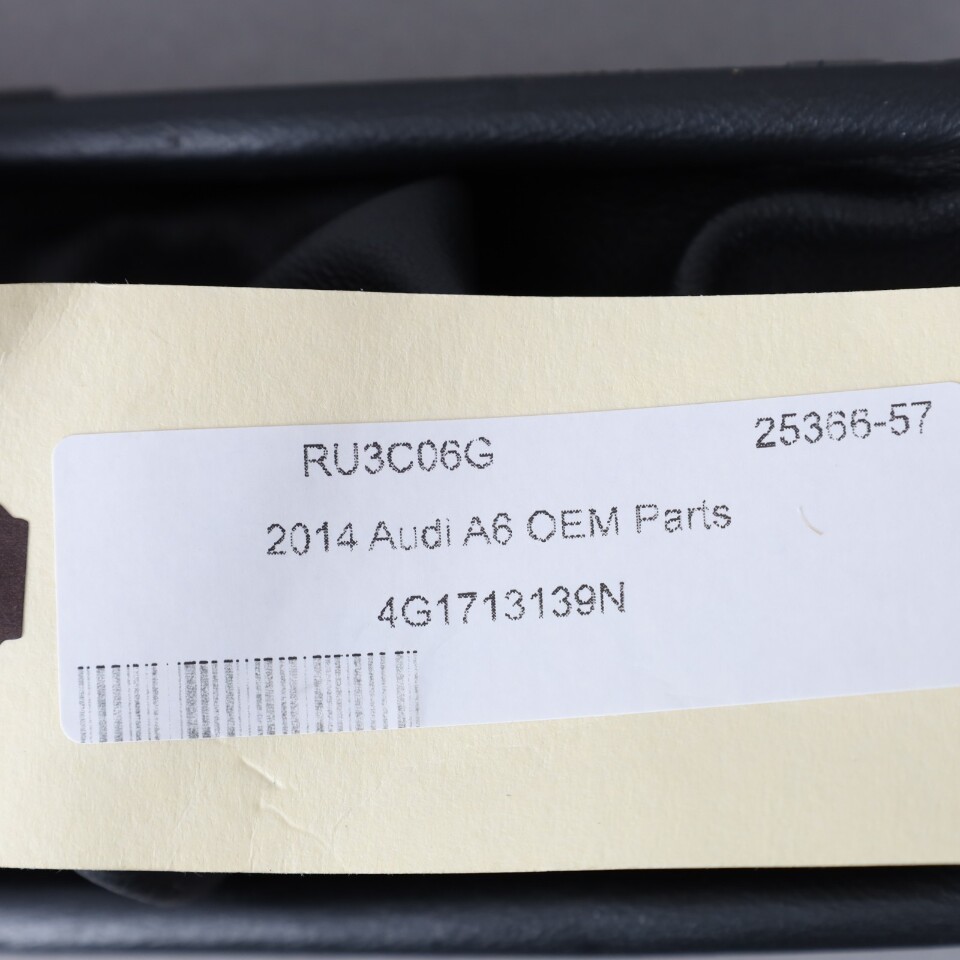 RU3C06G 25366-57
2014 Audi A6 OEM Parts
4G1713139N